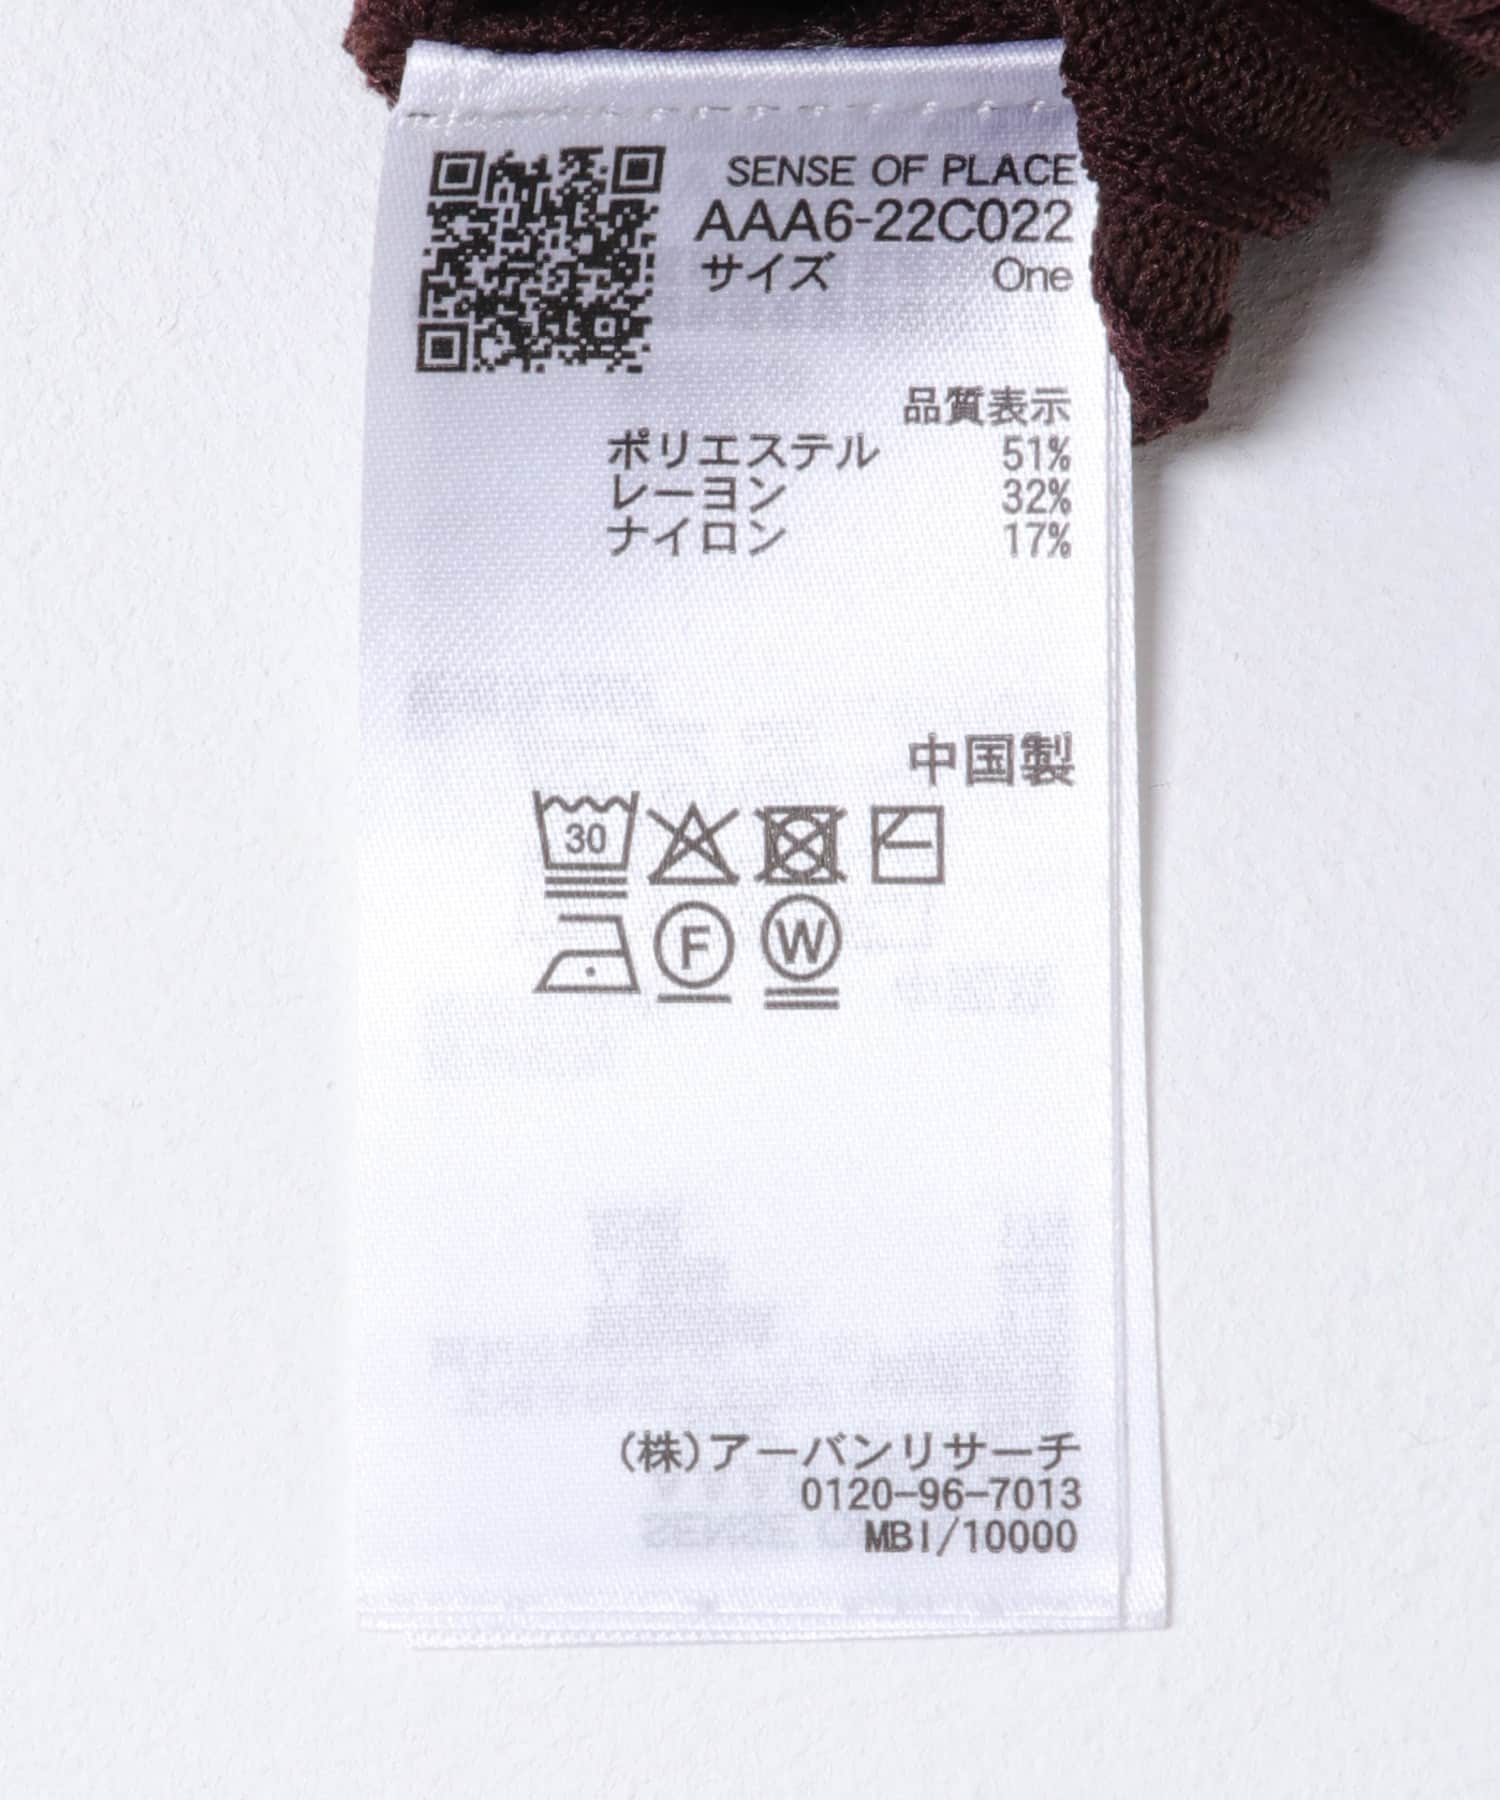 SENSE OF PLACE
AAA6-22C022
サイズ One
品質表示
ポリエステル 51%
レーヨン 32%
ナイロン 17%
中国製
30
F
W
(株)アーバンリサーチ
0120-96-7013
MBI/10000